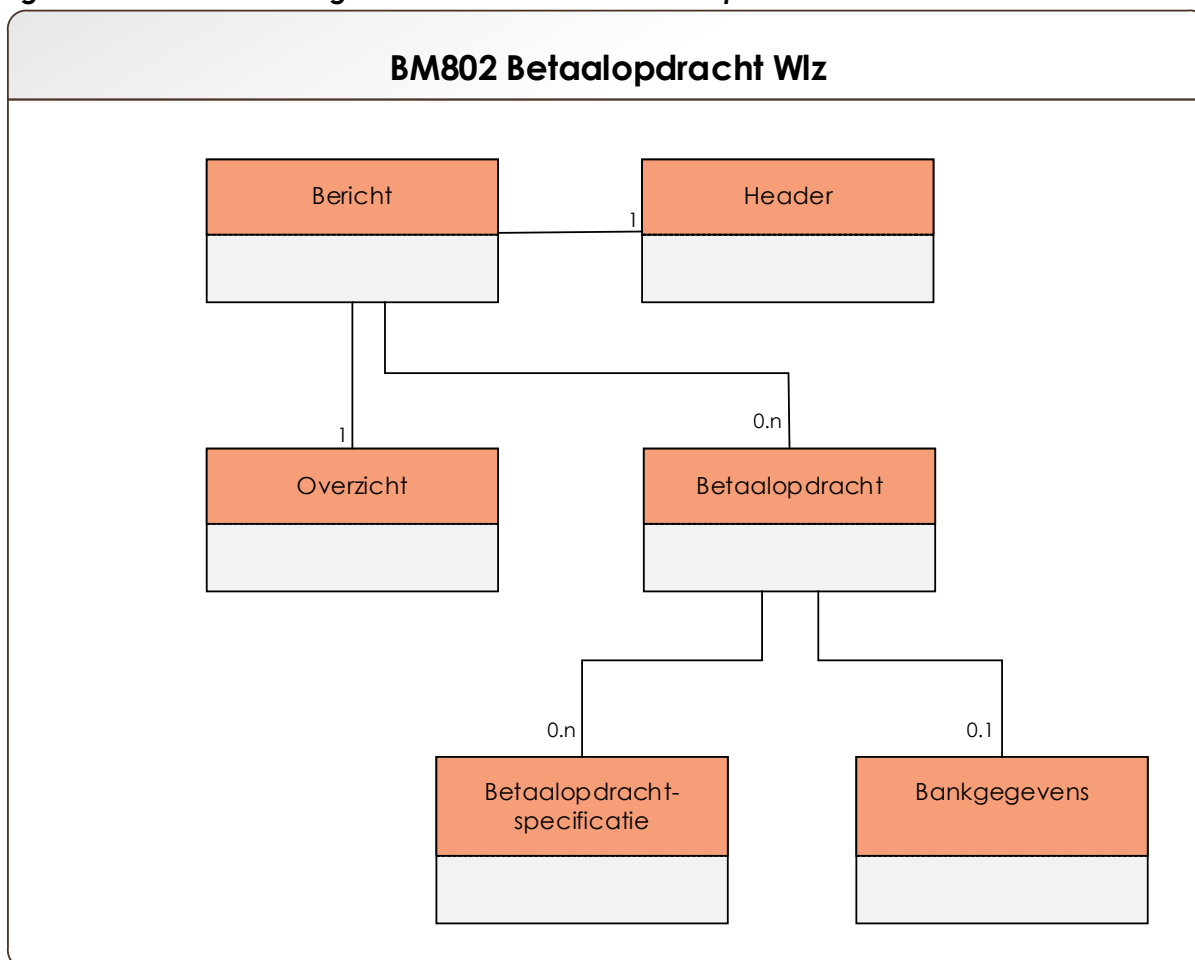 BM802 Betaalopdracht Wlz
Bericht
Header
1
1
0.n
Overzicht
Betaalopdracht
0.n
0.1
Betaalopdracht-
specificatie
Bankgegevens